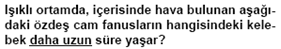 Işıklı ortamda, içerisinde hava bulunan aşağı-
daki özdeş cam fanusların hangisindeki kele-
bek daha uzun süre yaşar?